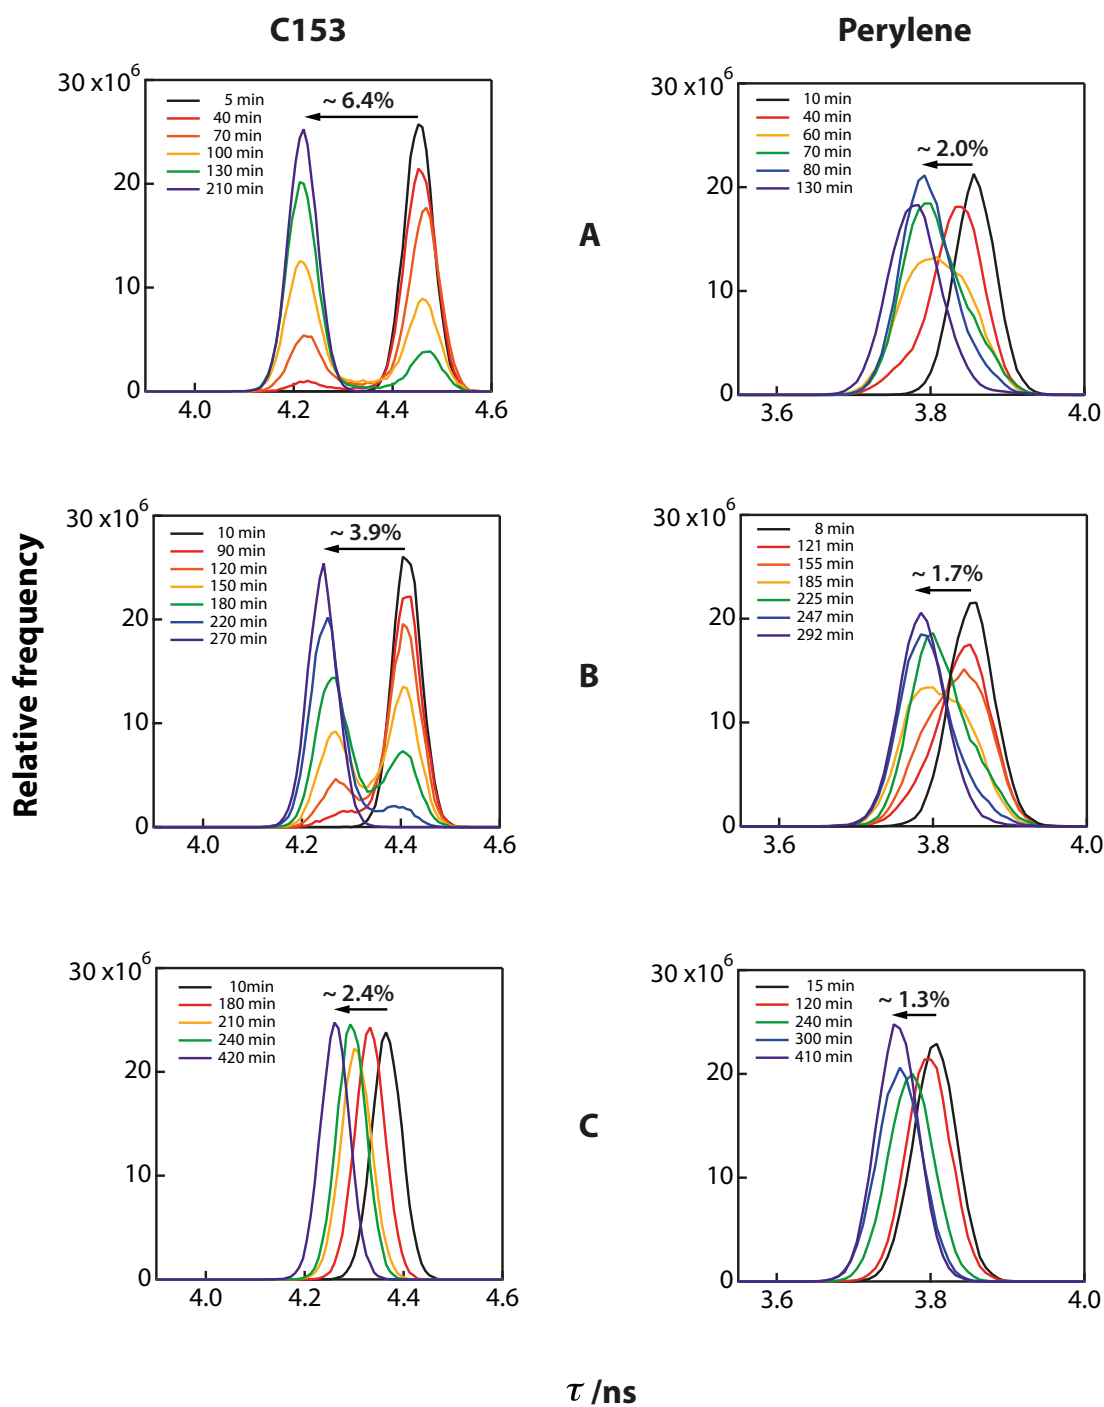 C153
Perylene
30 x10^6
20
10
0
5 min
40 min
70 min
100 min
130 min
210 min
~ 6.4%
4.0 4.2 4.4 4.6
A
30 x10^6
20
10
0
10 min
40 min
60 min
70 min
80 min
130 min
~ 2.0%
3.6 3.8 4.0
Relative frequency
30 x10^6
20
10
0
10 min
90 min
120 min
150 min
180 min
220 min
270 min
~ 3.9%
4.0 4.2 4.4 4.6
B
30 x10^6
20
10
0
8 min
121 min
155 min
185 min
225 min
247 min
292 min
~ 1.7%
3.6 3.8 4.0
30 x10^6
20
10
0
10min
180 min
210 min
240 min
420 min
~ 2.4%
4.0 4.2 4.4 4.6
C
30 x10^6
20
10
0
15 min
120 min
240 min
300 min
410 min
~ 1.3%
3.6 3.8 4.0
τ /ns